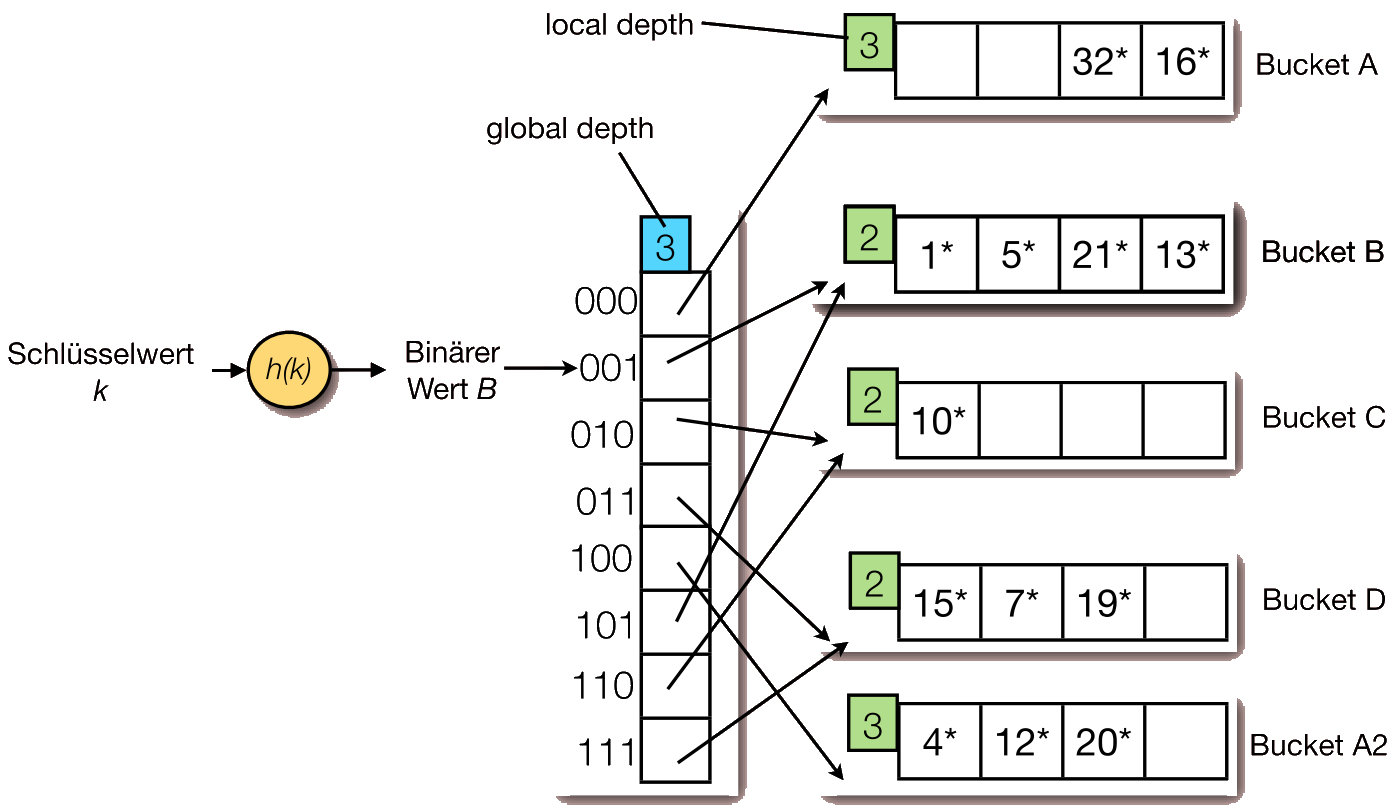 local depth
3
32* 16*
Bucket A
global depth
3
2
1* 5* 21* 13*
Bucket B
000
Schlüsselwert
k
h(k)
Binärer
Wert B
001
2
10*
Bucket C
010
011
100
2
15* 7* 19*
Bucket D
101
110
3
4* 12* 20*
Bucket A2
111